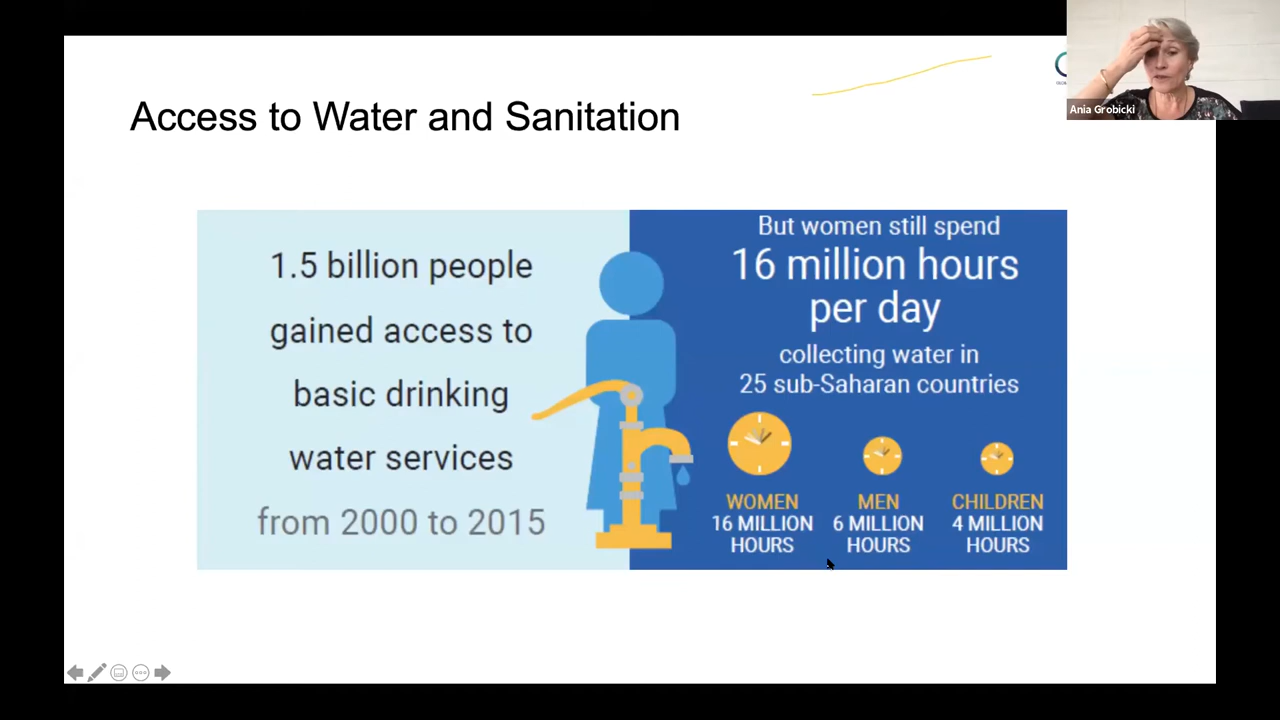 Access to Water and Sanitation
Ania Grobicki
1.5 billion people
gained access to
basic drinking
water services
from 2000 to 2015
But women still spend
16 million hours
per day
collecting water in
25 sub-Saharan countries
WOMEN
16 MILLION
HOURS
MEN
6 MILLION
HOURS
CHILDREN
4 MILLION
HOURS